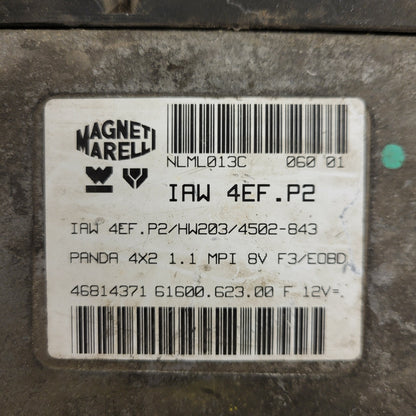 MAGNETI
MARELLI
NLML013C 060 01
IAW 4EF.P2
IAW 4EF.P2/HW203/4502-843
PANDA 4X2 1.1 MPI 8V F3/EOBD
46814371 61600.623.00 F 12V=